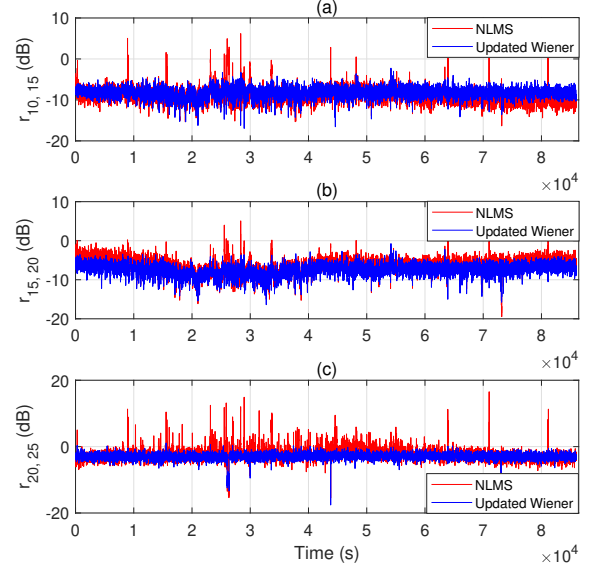 (a)
10
0
-10
-20
r10, 15 (dB)
NLMS
Updated Wiener
0 1 2 3 4 5 6 7 8
×10^4
(b)
10
0
-10
-20
r15, 20 (dB)
NLMS
Updated Wiener
0 1 2 3 4 5 6 7 8
×10^4
(c)
20
0
-20
r20, 25 (dB)
NLMS
Updated Wiener
0 1 2 3 4 5 6 7 8
Time (s)
×10^4